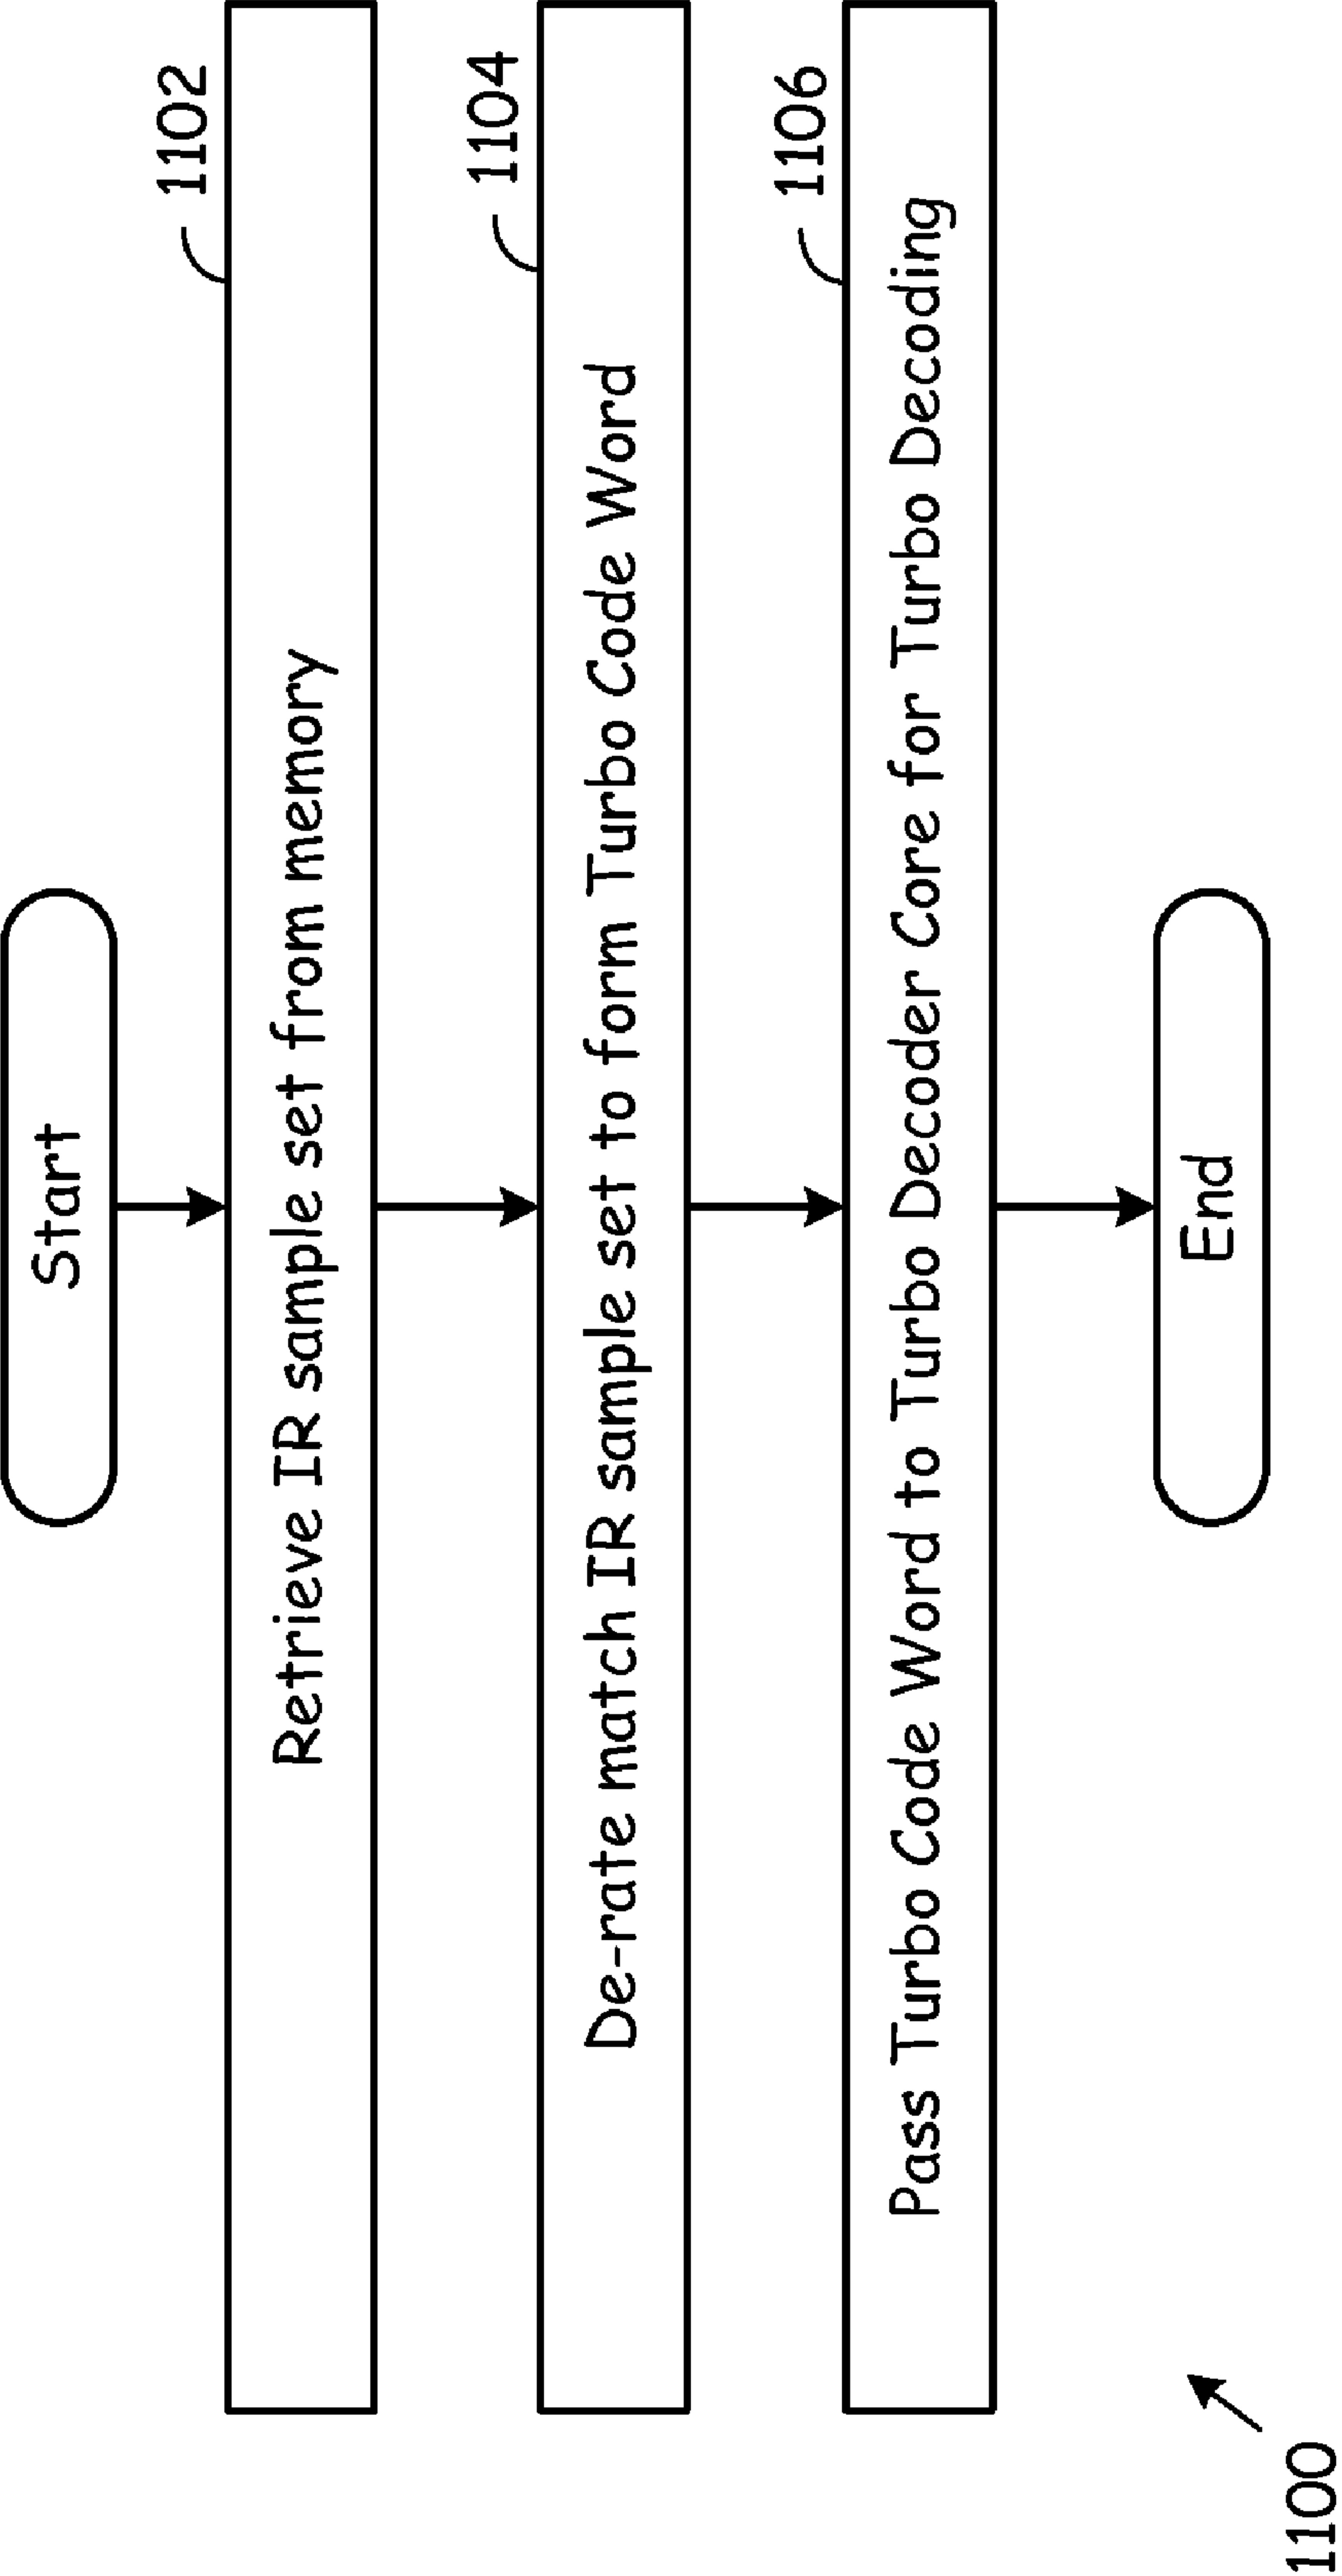 Start
1102
Retrieve IR sample set from memory
1104
De-rate match IR sample set to form Turbo Code Word
1106
Pass Turbo Code Word to Turbo Decoder Core for Turbo Decoding
End
1100